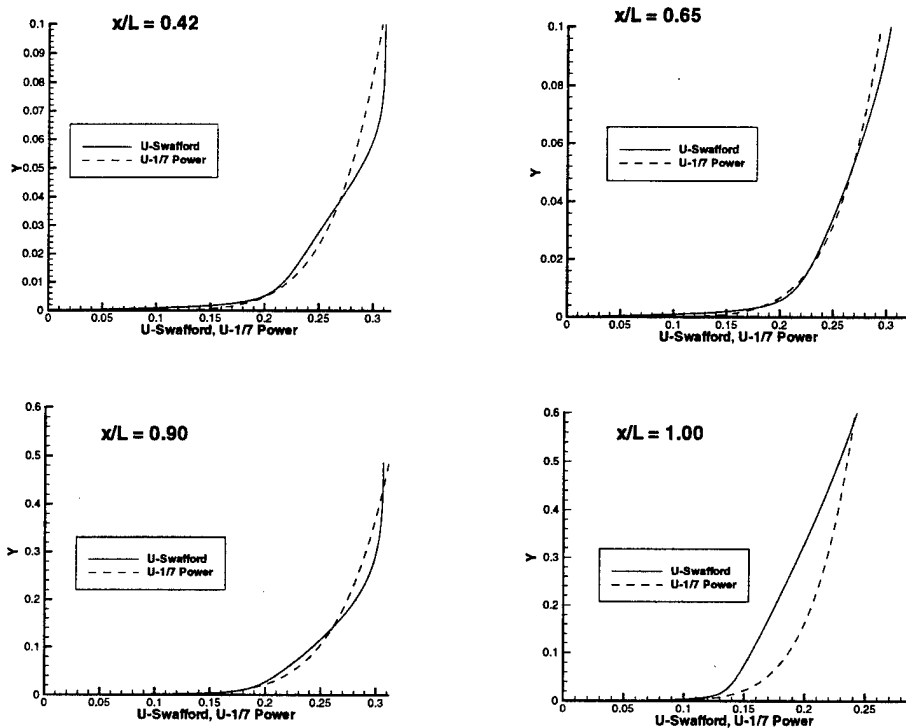 x/L = 0.42
0.1
0.09
0.08
0.07
0.06
0.05
0.04
0.03
0.02
0.01
0
Y
U-Swafford
U-1/7 Power
0 0.05 0.1 0.15 0.2 0.25 0.3
U-Swafford, U-1/7 Power
x/L = 0.65
0.1
0.08
0.06
0.04
0.02
0
Y
U-Swafford
U-1/7 Power
0 0.05 0.1 0.15 0.2 0.25 0.3
U-Swafford, U-1/7 Power
x/L = 0.90
0.6
0.5
0.4
0.3
0.2
0.1
0
Y
U-Swafford
U-1/7 Power
0 0.05 0.1 0.15 0.2 0.25 0.3
U-Swafford, U-1/7 Power
x/L = 1.00
0.6
0.5
0.4
0.3
0.2
0.1
0
Y
U-Swafford
U-1/7 Power
0 0.05 0.1 0.15 0.2 0.25
U-Swafford, U-1/7 Power